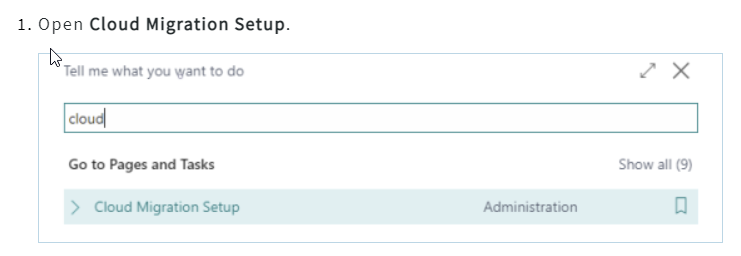 1. Open Cloud Migration Setup.
Tell me what you want to do
cloud
Go to Pages and Tasks Show all (9)
Cloud Migration Setup Administration